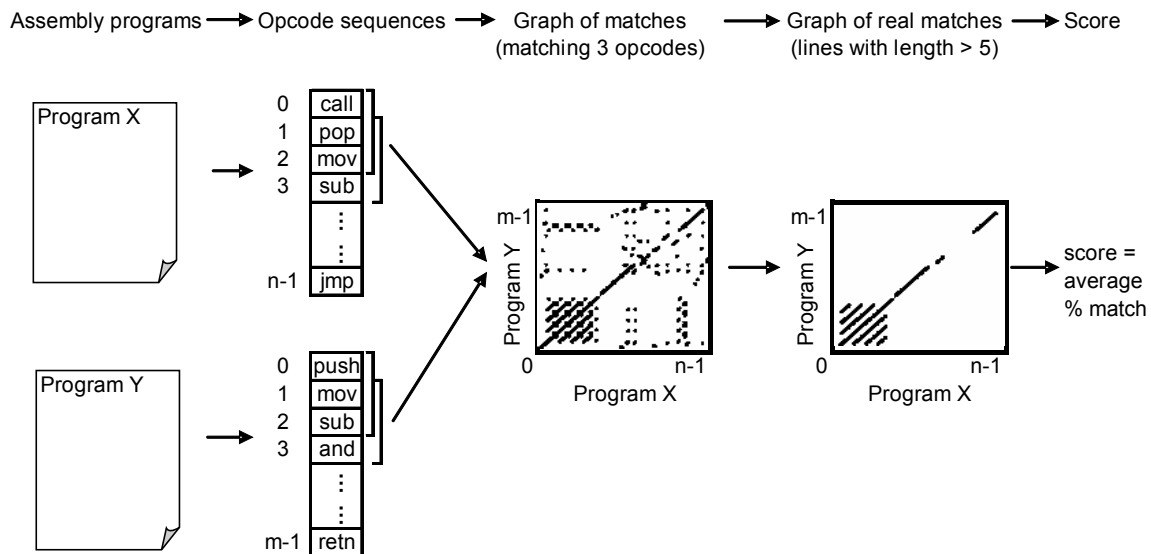 Assembly programs
Opcode sequences
Graph of matches
(matching 3 opcodes)
Graph of real matches
(lines with length > 5)
Score
Program X
0 call
1 pop
2 mov
3 sub
n-1 jmp
Program Y
0 push
1 mov
2 sub
3 and
m-1 retn
m-1
Program Y
0
n-1
Program X
m-1
Program Y
0
n-1
Program X
score =
average
% match